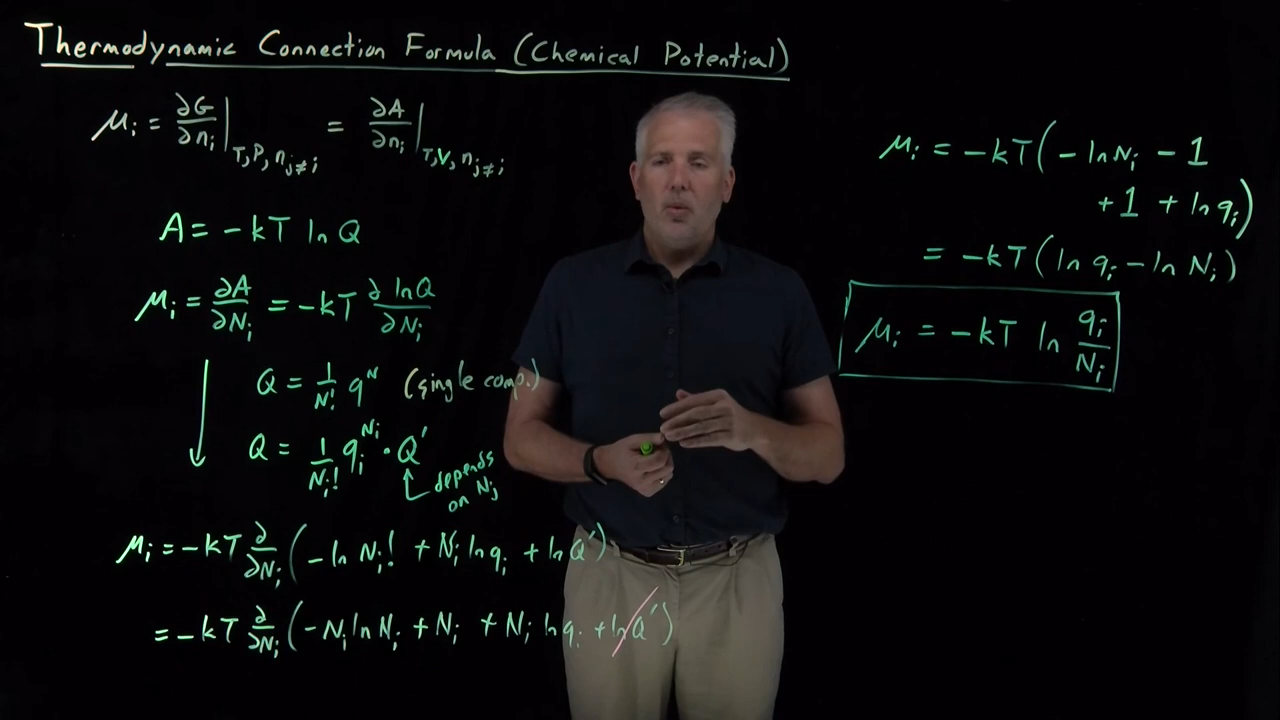 Thermodynamic Connection Formula (Chemical Potential)
μᵢ = ∂G/∂nᵢ |T,P,nⱼ≠ᵢ = ∂A/∂nᵢ |T,V,nⱼ≠ᵢ
A = -kT ln Q
μᵢ = ∂A/∂Nᵢ = -kT ∂ lnQ/∂Nᵢ
Q = 1/N! q^N (single comp.)
Q = 1/Nᵢ! qᵢ^Nᵢ · Q'
depends
on Nⱼ
μᵢ = -kT ∂/∂Nᵢ (-ln Nᵢ! + Nᵢ ln qᵢ + ln Q')
= -kT ∂/∂Nᵢ (-Nᵢ ln Nᵢ + Nᵢ + Nᵢ ln qᵢ + ln Q')
μᵢ = -kT (-ln Nᵢ - 1
+ 1 + ln qᵢ)
= -kT (ln qᵢ - ln Nᵢ)
μᵢ = -kT ln qᵢ/Nᵢ